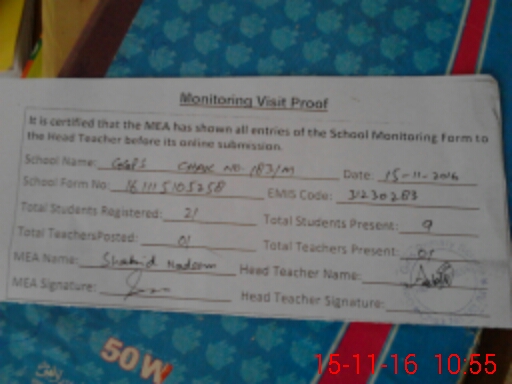 Monitoring Visit Proof
It is certified that the MEA has shown all entries of the School Monitoring Form to
the Head Teacher before its online submission.
School Name: GGPS CHAK NO. 183/M Date: 15-11-2016
School Form No: 161115105258 EMIS Code: 31230283
Total Students Registered: 21 Total Students Present: 9
Total TeachersPosted: 01 Total Teachers Present: 01
MEA Name: Shahid Nadeem Head Teacher Name:
MEA Signature: Head Teacher Signature:
50W
15-11-16 10:55